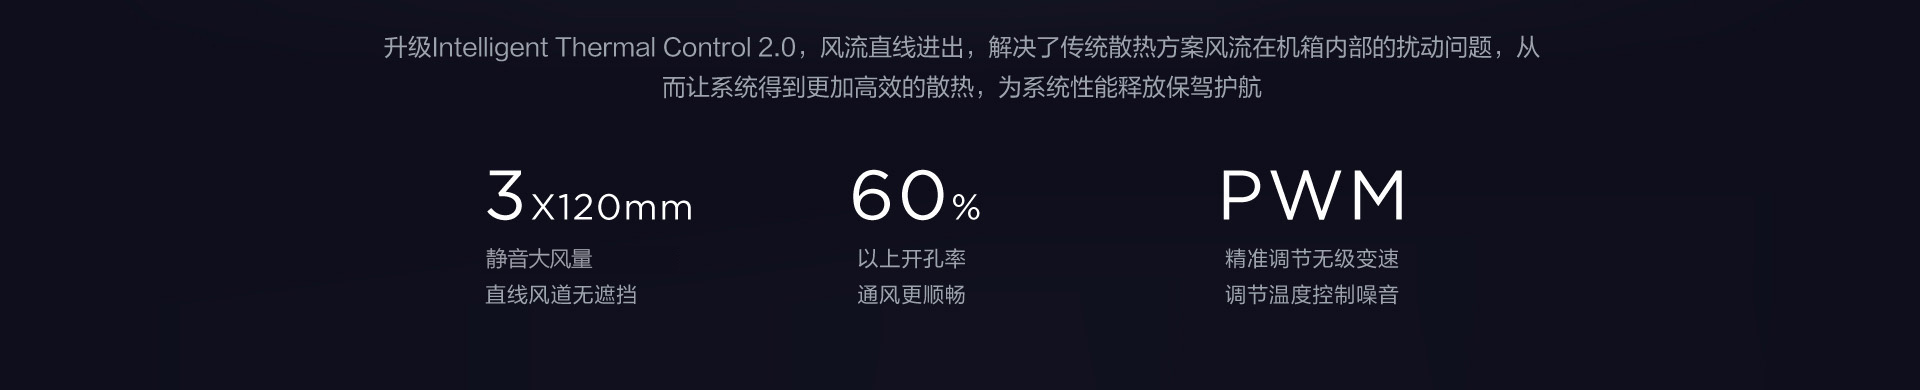 升级Intelligent Thermal Control 2.0，风流直线进出，解决了传统散热方案风流在机箱内部的扰动问题，从
而让系统得到更加高效的散热，为系统性能释放保驾护航
3X120mm
静音大风量
直线风道无遮挡
60%
以上开孔率
通风更顺畅
PWM
精准调节无级变速
调节温度控制噪音